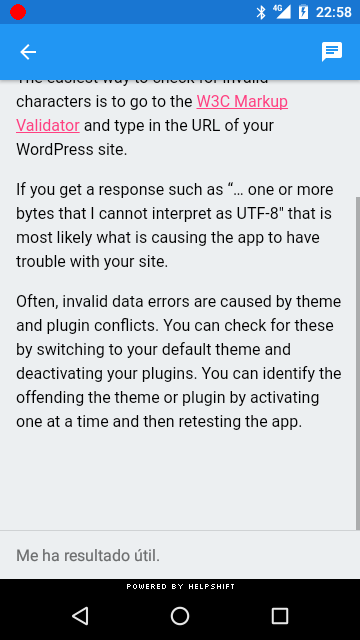 4G
22:58
The easiest way to check for invalid
characters is to go to the W3C Markup
Validator and type in the URL of your
WordPress site.
If you get a response such as “… one or more
bytes that I cannot interpret as UTF-8" that is
most likely what is causing the app to have
trouble with your site.
Often, invalid data errors are caused by theme
and plugin conflicts. You can check for these
by switching to your default theme and
deactivating your plugins. You can identify the
offending the theme or plugin by activating
one at a time and then retesting the app.
Me ha resultado útil.
POWERED BY HELPSHIFT